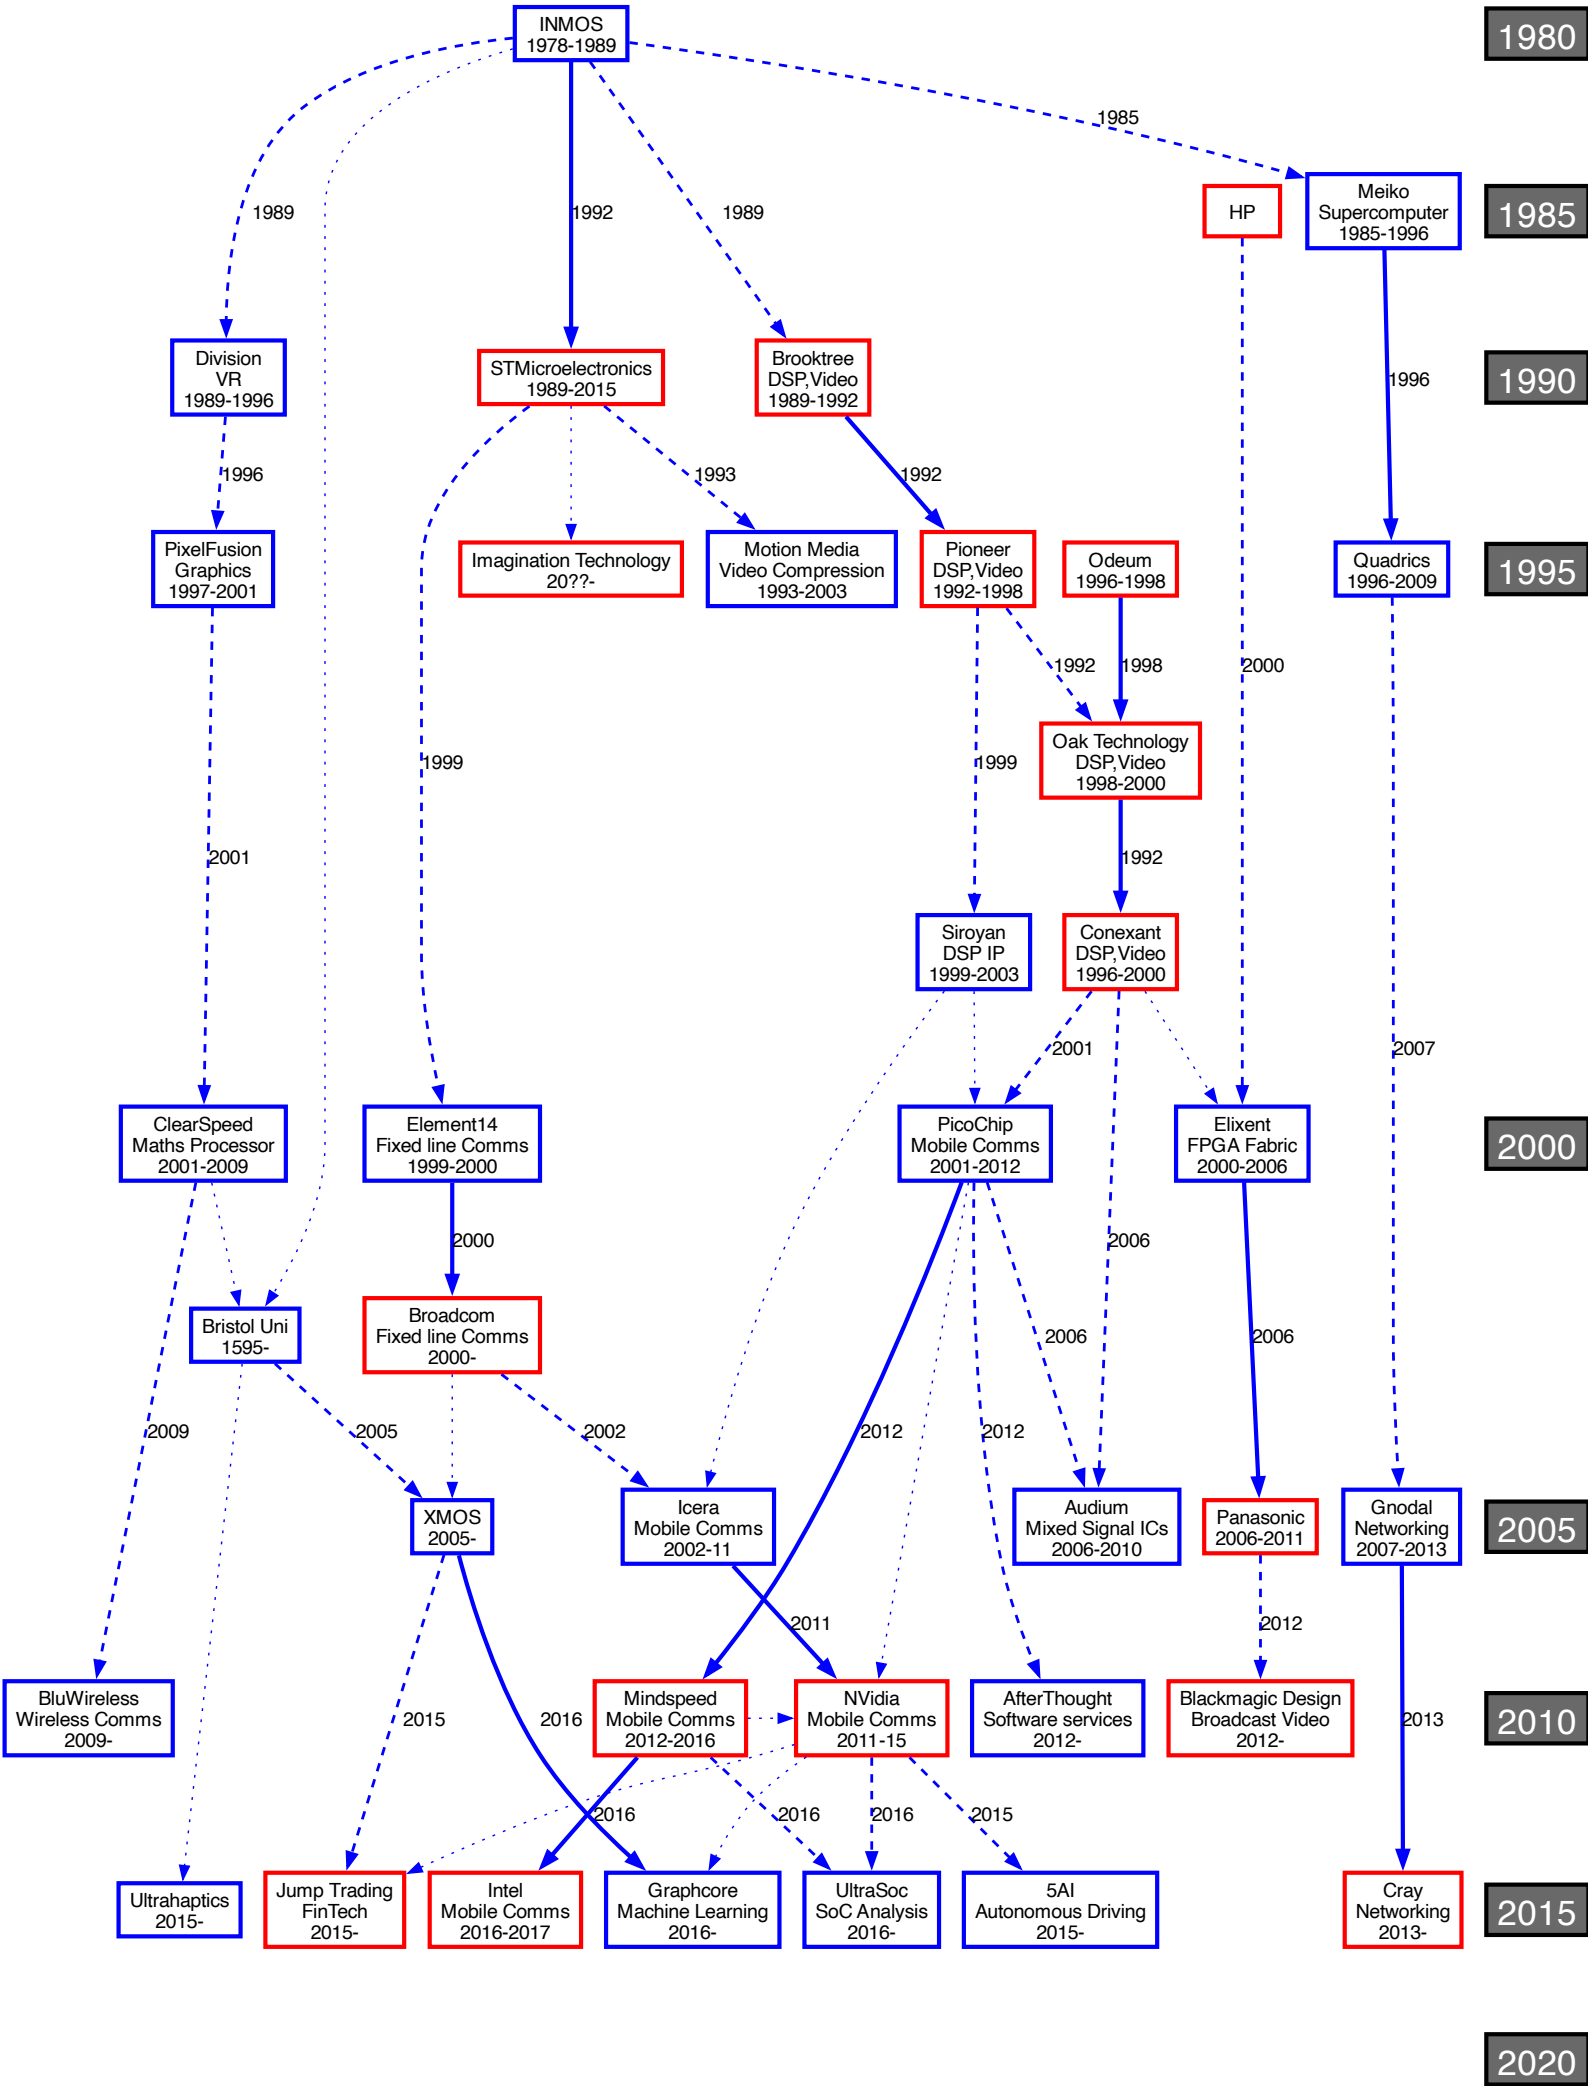 INMOS
1978-1989
1980
1985
Meiko
Supercomputer
1985-1996
HP
1985
1989
1992
1989
Division
VR
1989-1996
STMicroelectronics
1989-2015
Brooktree
DSP,Video
1989-1992
1996
1990
1996
1993
1992
PixelFusion
Graphics
1997-2001
Imagination Technology
20??-
Motion Media
Video Compression
1993-2003
Pioneer
DSP,Video
1992-1998
Odeum
1996-1998
Quadrics
1996-2009
1995
1992
1998
2000
1999
1999
Oak Technology
DSP,Video
1998-2000
2001
1992
Siroyan
DSP IP
1999-2003
Conexant
DSP,Video
1996-2000
2001
2007
ClearSpeed
Maths Processor
2001-2009
Element14
Fixed line Comms
1999-2000
PicoChip
Mobile Comms
2001-2012
Elixent
FPGA Fabric
2000-2006
2000
2000
2006
Bristol Uni
1595-
Broadcom
Fixed line Comms
2000-
2006
2006
2009
2005
2002
2012
2012
XMOS
2005-
Icera
Mobile Comms
2002-11
Audium
Mixed Signal ICs
2006-2010
Panasonic
2006-2011
Gnodal
Networking
2007-2013
2005
2011
2012
BluWireless
Wireless Comms
2009-
2015
2016
Mindspeed
Mobile Comms
2012-2016
NVidia
Mobile Comms
2011-15
AfterThought
Software services
2012-
Blackmagic Design
Broadcast Video
2012-
2013
2010
2016
2016
2016
2015
Ultrahaptics
2015-
Jump Trading
FinTech
2015-
Intel
Mobile Comms
2016-2017
Graphcore
Machine Learning
2016-
UltraSoc
SoC Analysis
2016-
5AI
Autonomous Driving
2015-
Cray
Networking
2013-
2015
2020